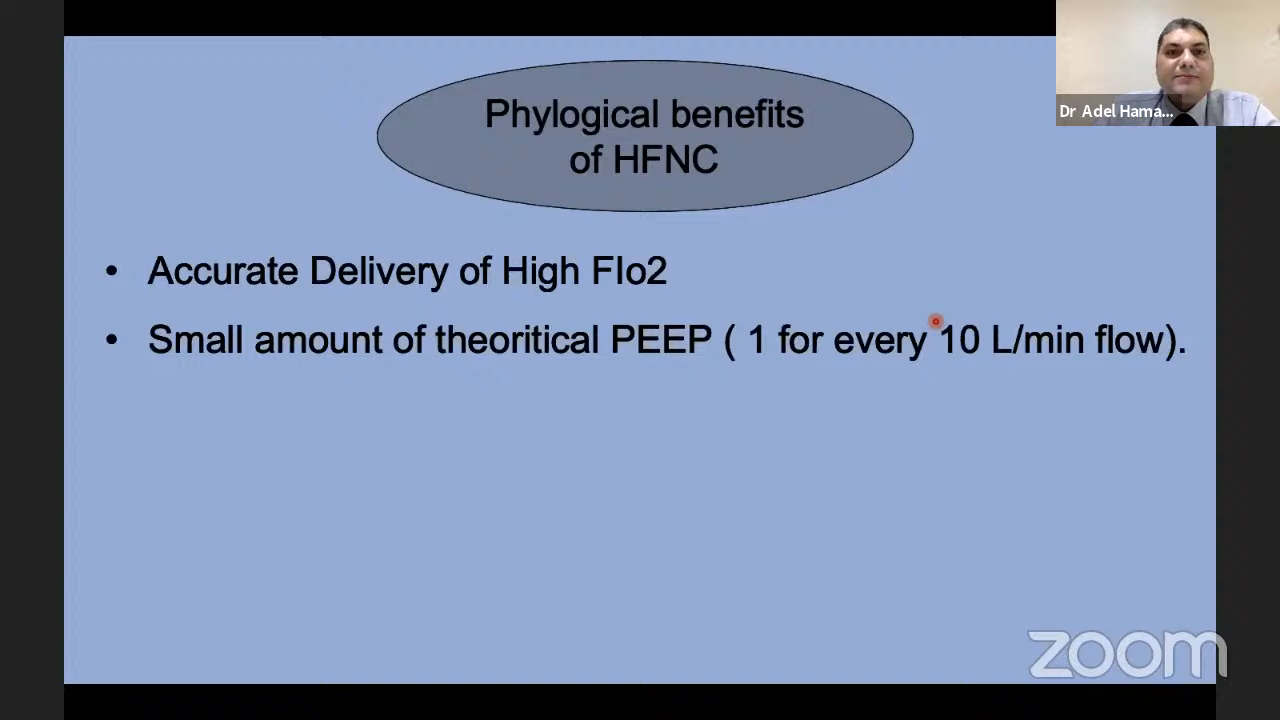 Phylogical benefits
of HFNC
Dr Adel Hama...
• Accurate Delivery of High FIo2
• Small amount of theoritical PEEP ( 1 for every 10 L/min flow).
zoom